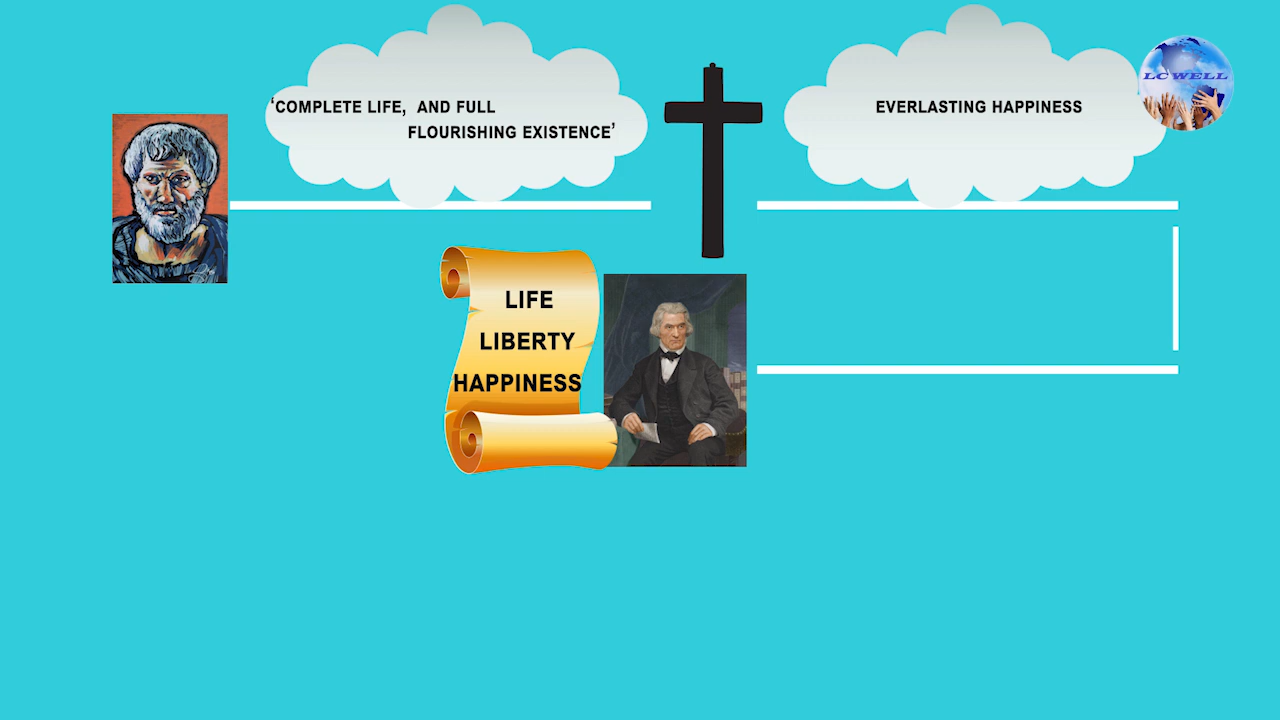 ‘COMPLETE LIFE, AND FULL
FLOURISHING EXISTENCE’
EVERLASTING HAPPINESS
LC WELL
LIFE
LIBERTY
HAPPINESS